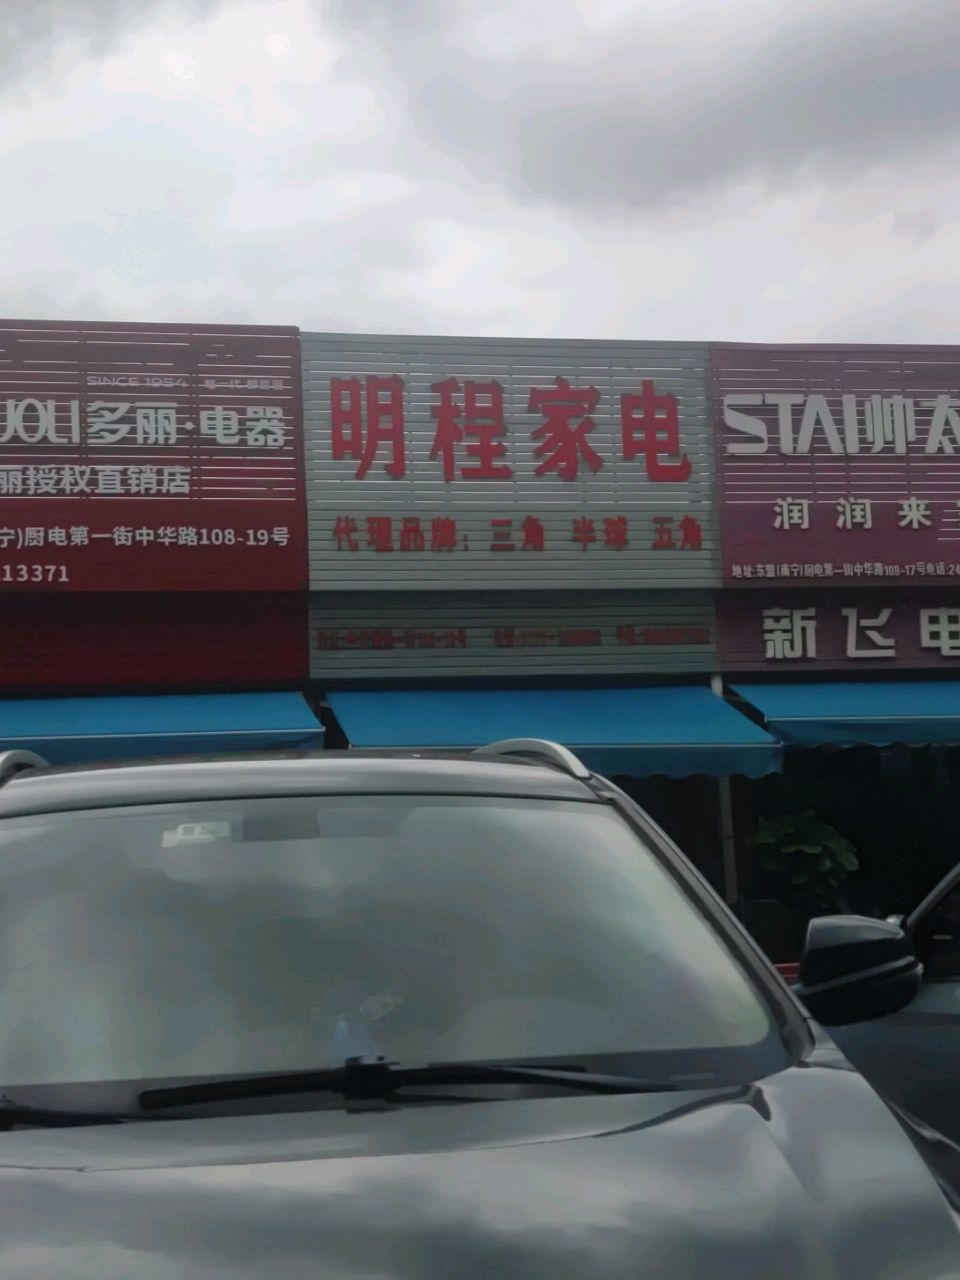 SINCE 1954
UOLI 多丽·电器
丽授权直销店
宁)厨电第一街中华路108-19号
13371
明程家电
代理品牌：三角 半球 五角
STAI帅太
润润来
地址:东盟(南宁)厨电第一街中华路108-17号电话:24
新飞电